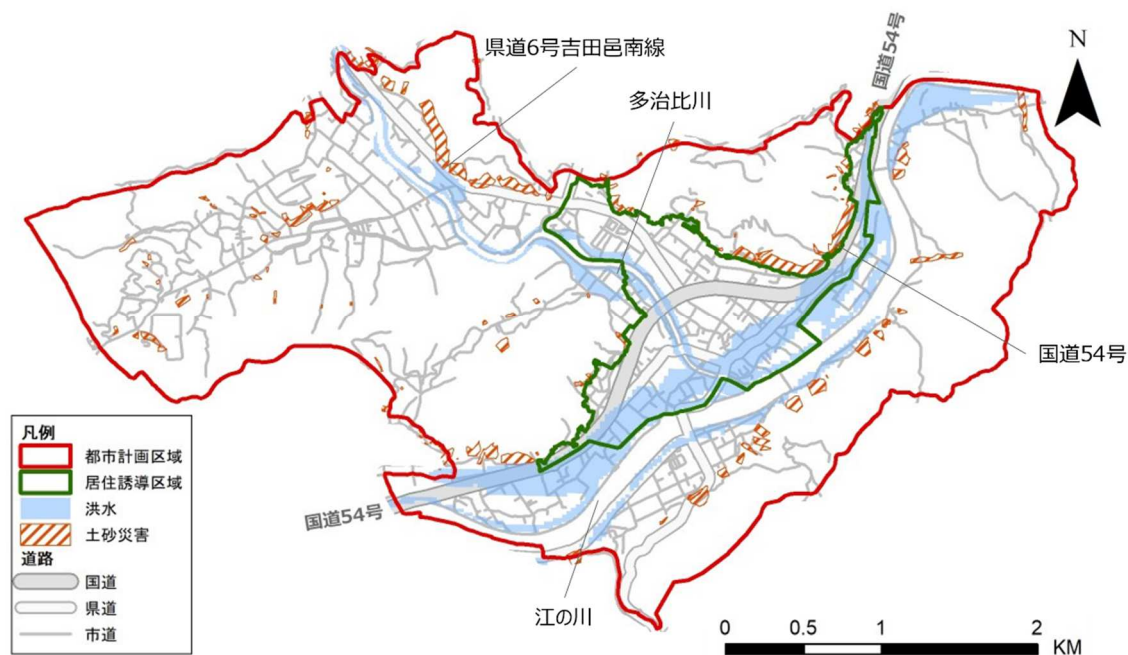 県道6号吉田邑南線
国道54号
N
多治比川
国道54号
国道54号
江の川
凡例
都市計画区域
居住誘導区域
洪水
土砂災害
道路
国道
県道
市道
0 0.5 1 2
KM